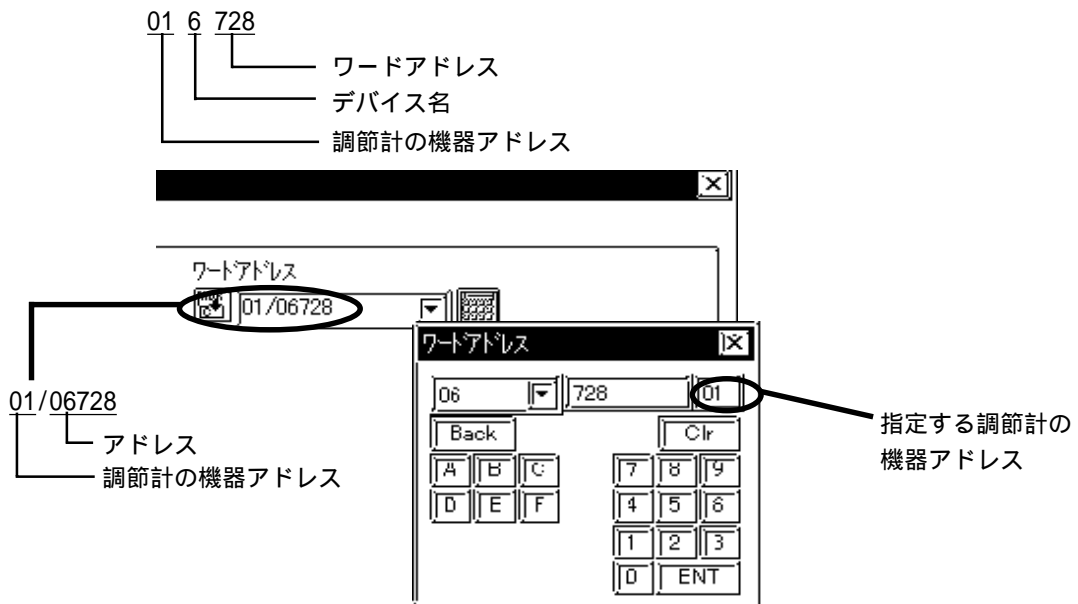 01 6 728
ワードアドレス
デバイス名
調節計の機器アドレス
ワードアドレス
01/06728
ワードアドレス
06 728 01
Back Clr
A B C 7 8 9
D E F 4 5 6
1 2 3
0 ENT
01/06728
アドレス
調節計の機器アドレス
指定する調節計の
機器アドレス